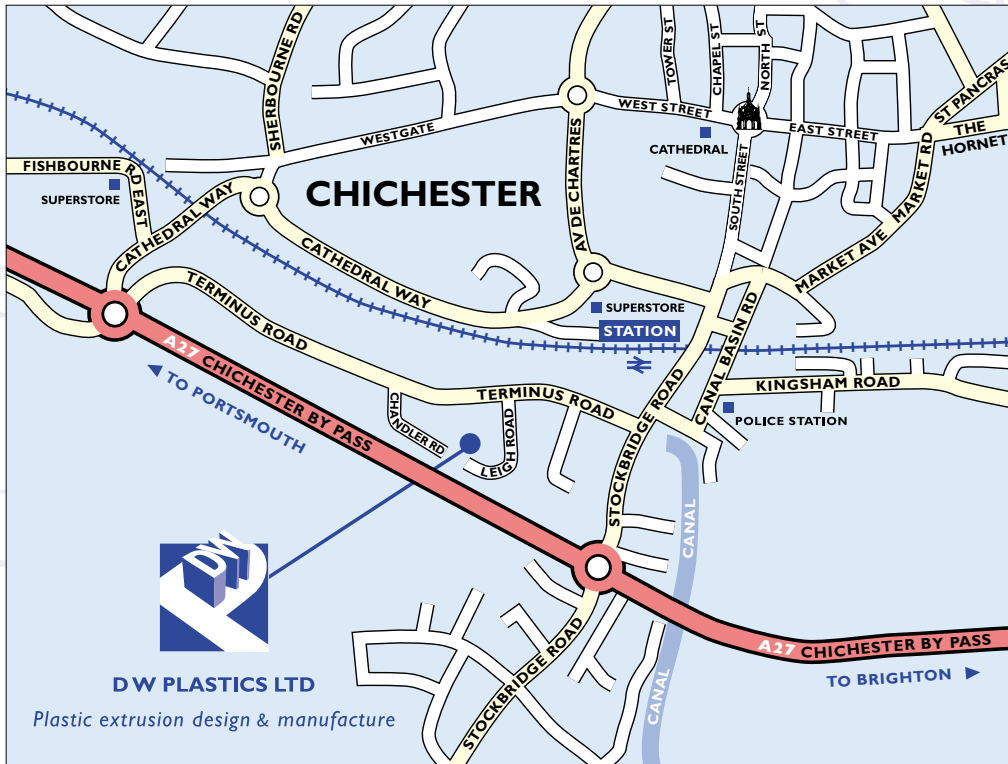 SHERBOURNE RD
TOWER ST
CHAPEL ST
NORTH ST
WEST STREET
EAST STREET
ST PANCRAS
THE
HORNET
WESTGATE
CATHEDRAL
FISHBOURNE RD EAST
SUPERSTORE
CHICHESTER
AV DE CHARTRES
SOUTH STREET
MARKET RD
MARKET AVE
CATHEDRAL WAY
CATHEDRAL WAY
SUPERSTORE
STATION
TERMINUS ROAD
CANAL BASIN RD
A27 CHICHESTER BY PASS
TO PORTSMOUTH
KINGSHAM ROAD
TERMINUS ROAD
CHANDLER RD
LEIGH ROAD
STOCKBRIDGE ROAD
POLICE STATION
CANAL
DW
STOCKBRIDGE ROAD
CANAL
A27 CHICHESTER BY PASS
TO BRIGHTON
D W PLASTICS LTD
Plastic extrusion design & manufacture